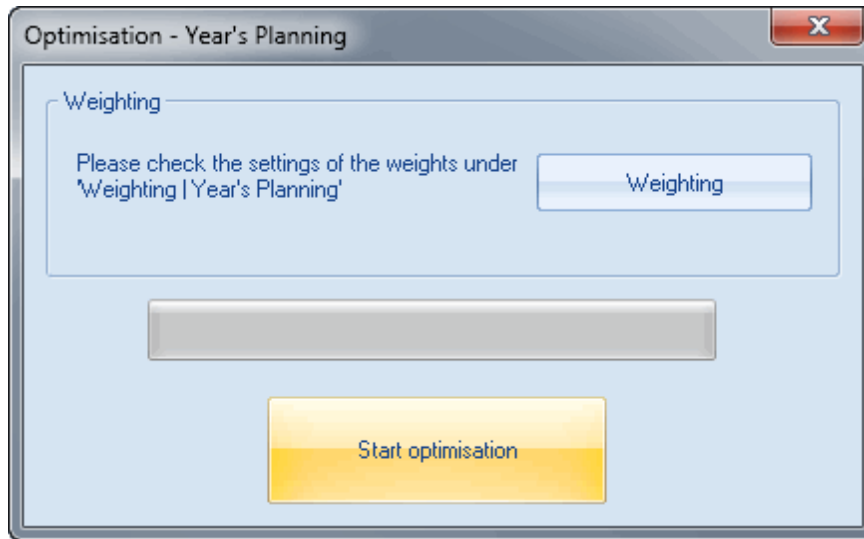 Optimisation - Year's Planning
Weighting
Please check the settings of the weights under
'Weighting | Year's Planning'
Weighting
Start optimisation